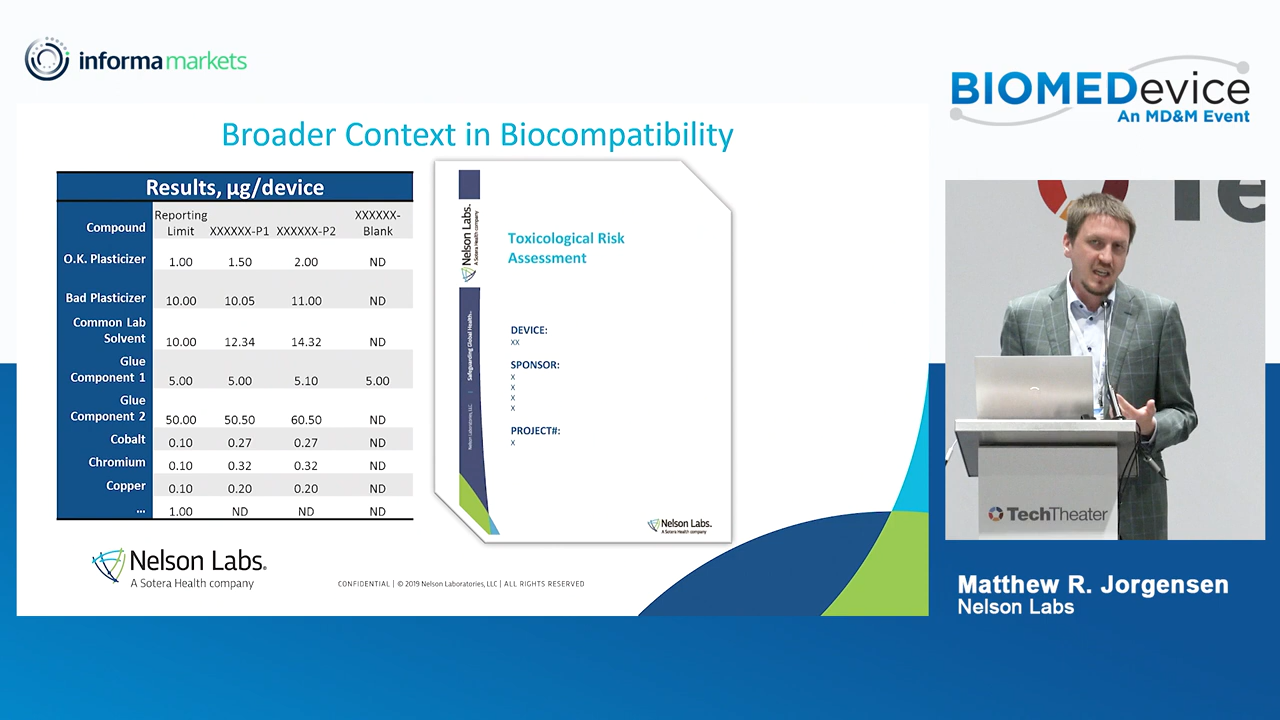 informa markets
BIOMEDevice
An MD&M Event
Broader Context in Biocompatibility
Results, µg/device
Compound Reporting Limit XXXXXX-P1 XXXXXX-P2 XXXXXX-Blank
O.K. Plasticizer 1.00 1.50 2.00 ND
Bad Plasticizer 10.00 10.05 11.00 ND
Common Lab Solvent 10.00 12.34 14.32 ND
Glue Component 1 5.00 5.00 5.10 5.00
Glue Component 2 50.00 50.50 60.50 ND
Cobalt 0.10 0.27 0.27 ND
Chromium 0.10 0.32 0.32 ND
Copper 0.10 0.20 0.20 ND
... 1.00 ND ND ND
Nelson Labs.
A Sotera Health company
Safeguarding Global Health.
Nelson Laboratories, LLC
Toxicological Risk
Assessment
DEVICE:
XX
SPONSOR:
X
X
X
X
PROJECT#:
X
Nelson Labs.
A Sotera Health company
Nelson Labs.
A Sotera Health company
CONFIDENTIAL | © 2019 Nelson Laboratories, LLC | ALL RIGHTS RESERVED
Te
TechTheater
Matthew R. Jorgensen
Nelson Labs